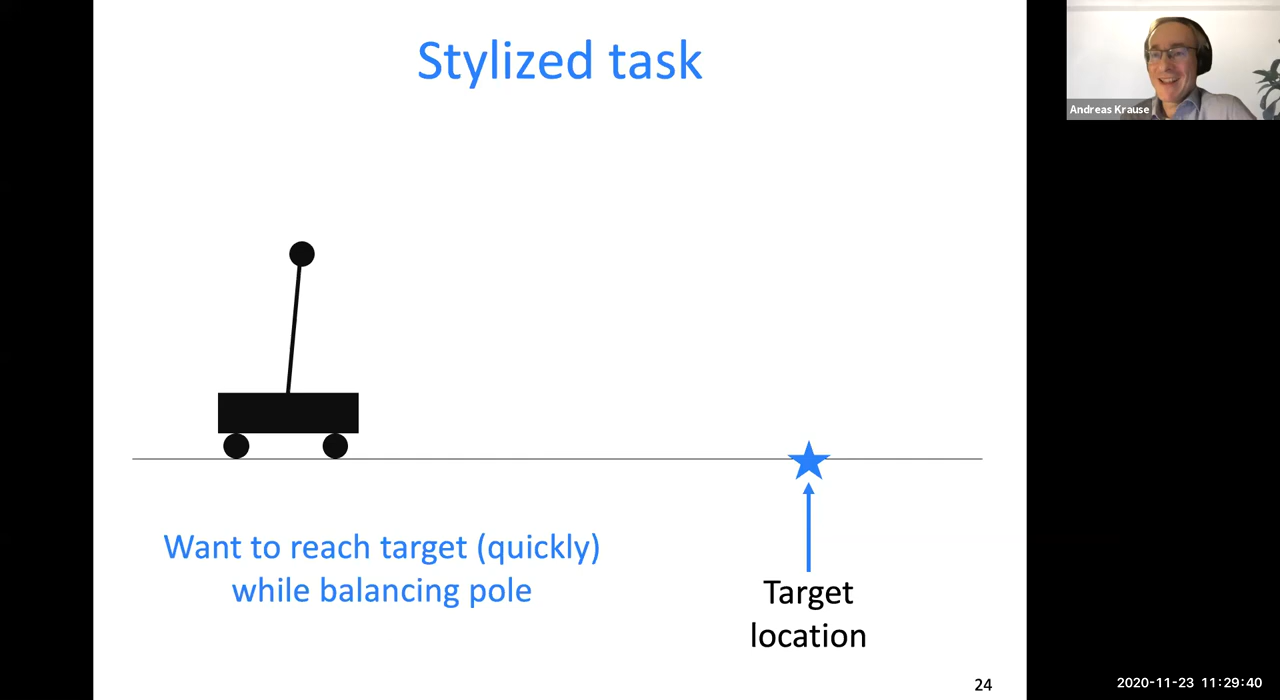 Stylized task
Andreas Krause
Want to reach target (quickly)
while balancing pole
Target
location
24
2020-11-23 11:29:40